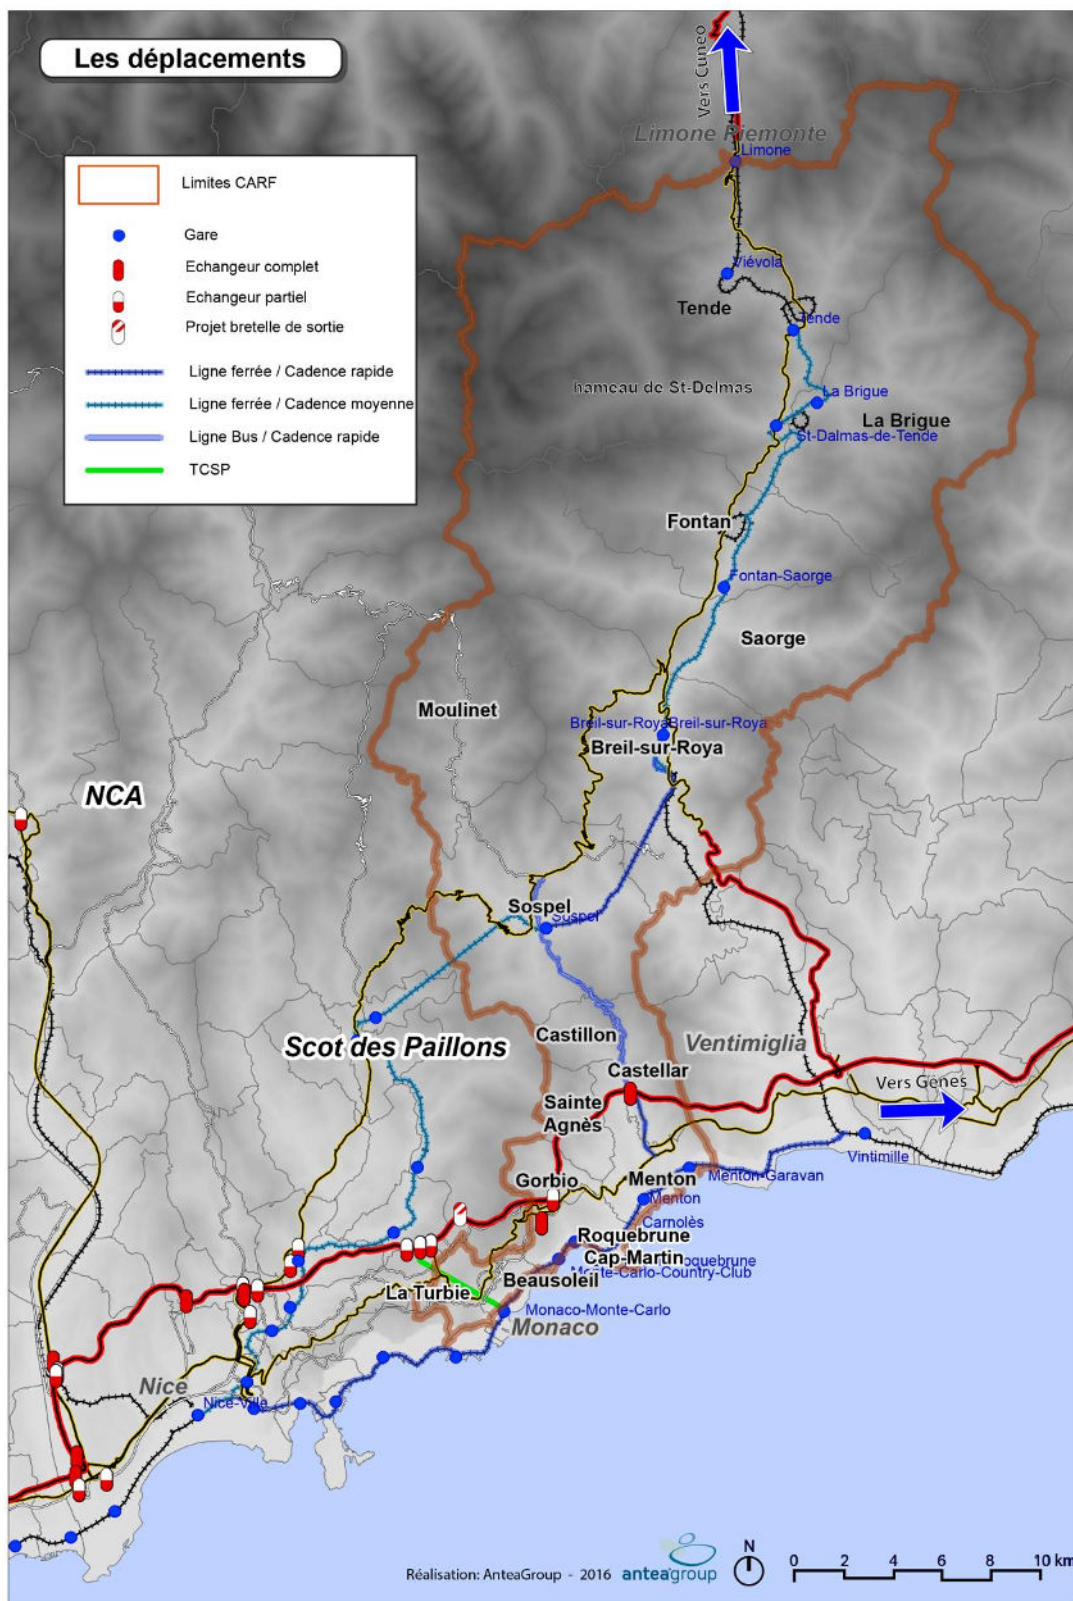 Les déplacements
Vers Cuneo
Limone Piemonte
Limone
Limites CARF
Gare
Echangeur complet
Echangeur partiel
Projet bretelle de sortie
Ligne ferrée / Cadence rapide
Ligne ferrée / Cadence moyenne
Ligne Bus / Cadence rapide
TCSP
Viévola
Tende
Tende
hameau de St-Delmas
La Brigue
La Brigue
St-Dalmas-de-Tende
Fontan
Fontan-Saorge
Saorge
Moulinet
Breil-sur-Roya
Breil-sur-Roya
Breil-sur-Roya
NCA
Sospel
Sospel
Castillon
Scot des Paillons
Ventimiglia
Castellar
Vers Gênes
Sainte
Agnès
Vintimille
Gorbio
Menton
Menton-Garavan
Menton
Carnolès
Roquebrune
Cap-Martin
Roquebrune
Monte-Carlo-Country-Club
Beausoleil
La Turbie
Monaco-Monte-Carlo
Monaco
Nice
Nice-Ville
Réalisation: AnteaGroup - 2016
anteagroup
N
0 2 4 6 8 10 km